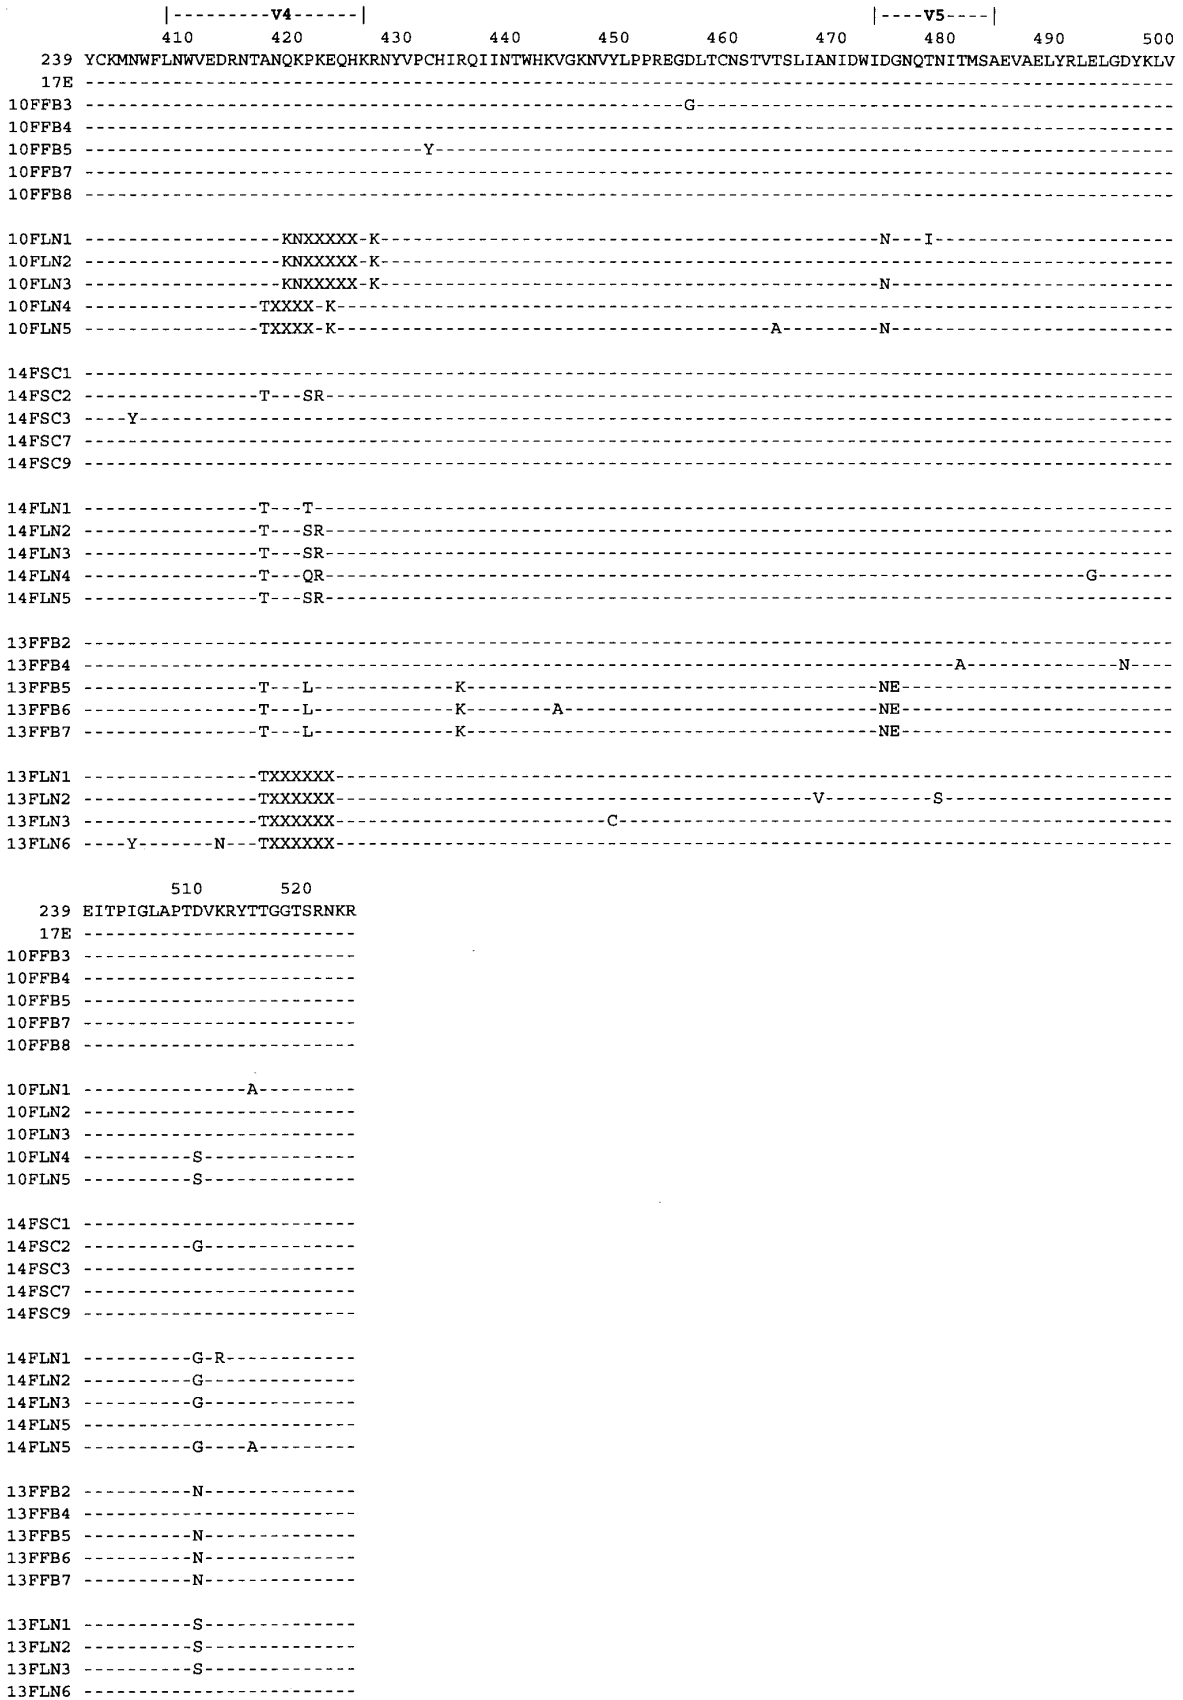 |---------V4------| |----V5----|
410 420 430 440 450 460 470 480 490 500
239 YCKMNWFLNWVEDRNTANQKPKEQHKRNYVPCHIRQIINTWHKVGKNVYLPPREGDLTCNSTVTSLIANIDWIDGNQTNITMSAEVAELYRLELGDYKLV
17E ----------------------------------------------------------------------------------------------------
10FFB3 -------------------------------------------------------G--------------------------------------------
10FFB4 ----------------------------------------------------------------------------------------------------
10FFB5 -------------------------------Y--------------------------------------------------------------------
10FFB7 ----------------------------------------------------------------------------------------------------
10FFB8 ----------------------------------------------------------------------------------------------------
10FLN1 ------------------KNXXXXX-K----------------------------------------------N---I----------------------
10FLN2 ------------------KNXXXXX-K-------------------------------------------------------------------------
10FLN3 ------------------KNXXXXX-K----------------------------------------------N--------------------------
10FLN4 ----------------TXXXX-K-----------------------------------------------------------------------------
10FLN5 ----------------TXXXX-K----------------------------------------A---------N--------------------------
14FSC1 ----------------------------------------------------------------------------------------------------
14FSC2 ----------------T---SR------------------------------------------------------------------------------
14FSC3 ----Y-----------------------------------------------------------------------------------------------
14FSC7 ----------------------------------------------------------------------------------------------------
14FSC9 ----------------------------------------------------------------------------------------------------
14FLN1 ----------------T---T-------------------------------------------------------------------------------
14FLN2 ----------------T---SR------------------------------------------------------------------------------
14FLN3 ----------------T---SR------------------------------------------------------------------------------
14FLN4 ----------------T---QR----------------------------------------------------------------------G-------
14FLN5 ----------------T---SR------------------------------------------------------------------------------
13FFB2 ----------------------------------------------------------------------------------------------------
13FFB4 --------------------------------------------------------------------------------A--------------N----
13FFB5 ----------------T---L-------------K--------------------------------------NE-------------------------
13FFB6 ----------------T---L-------------K--------A-----------------------------NE-------------------------
13FFB7 ----------------T---L-------------K--------------------------------------NE-------------------------
13FLN1 ----------------TXXXXXX-----------------------------------------------------------------------------
13FLN2 ----------------TXXXXXX--------------------------------------------V----------S---------------------
13FLN3 ----------------TXXXXXX-------------------------C---------------------------------------------------
13FLN6 ----Y-------N---TXXXXXX-----------------------------------------------------------------------------
510 520
239 EITPIGLAPTDVKRYTTGGTSRNKR
17E -------------------------
10FFB3 -------------------------
10FFB4 -------------------------
10FFB5 -------------------------
10FFB7 -------------------------
10FFB8 -------------------------
10FLN1 ---------------A---------
10FLN2 -------------------------
10FLN3 -------------------------
10FLN4 ----------S--------------
10FLN5 ----------S--------------
14FSC1 -------------------------
14FSC2 ----------G--------------
14FSC3 -------------------------
14FSC7 -------------------------
14FSC9 -------------------------
14FLN1 ----------G-R------------
14FLN2 ----------G--------------
14FLN3 ----------G--------------
14FLN5 -------------------------
14FLN5 ----------G----A---------
13FFB2 ----------N--------------
13FFB4 -------------------------
13FFB5 ----------N--------------
13FFB6 ----------N--------------
13FFB7 ----------N--------------
13FLN1 ----------S--------------
13FLN2 ----------S--------------
13FLN3 ----------S--------------
13FLN6 -------------------------